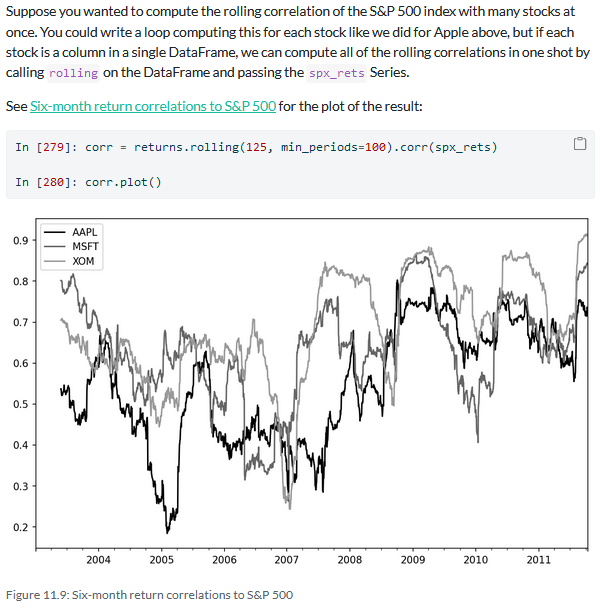 Suppose you wanted to compute the rolling correlation of the S&P 500 index with many stocks at
once. You could write a loop computing this for each stock like we did for Apple above, but if each
stock is a column in a single DataFrame, we can compute all of the rolling correlations in one shot by
calling rolling on the DataFrame and passing the spx_rets Series.
See Six-month return correlations to S&P 500 for the plot of the result:
In [279]: corr = returns.rolling(125, min_periods=100).corr(spx_rets)
In [280]: corr.plot()
AAPL
MSFT
XOM
0.9
0.8
0.7
0.6
0.5
0.4
0.3
0.2
2004 2005 2006 2007 2008 2009 2010 2011
Figure 11.9: Six-month return correlations to S&P 500